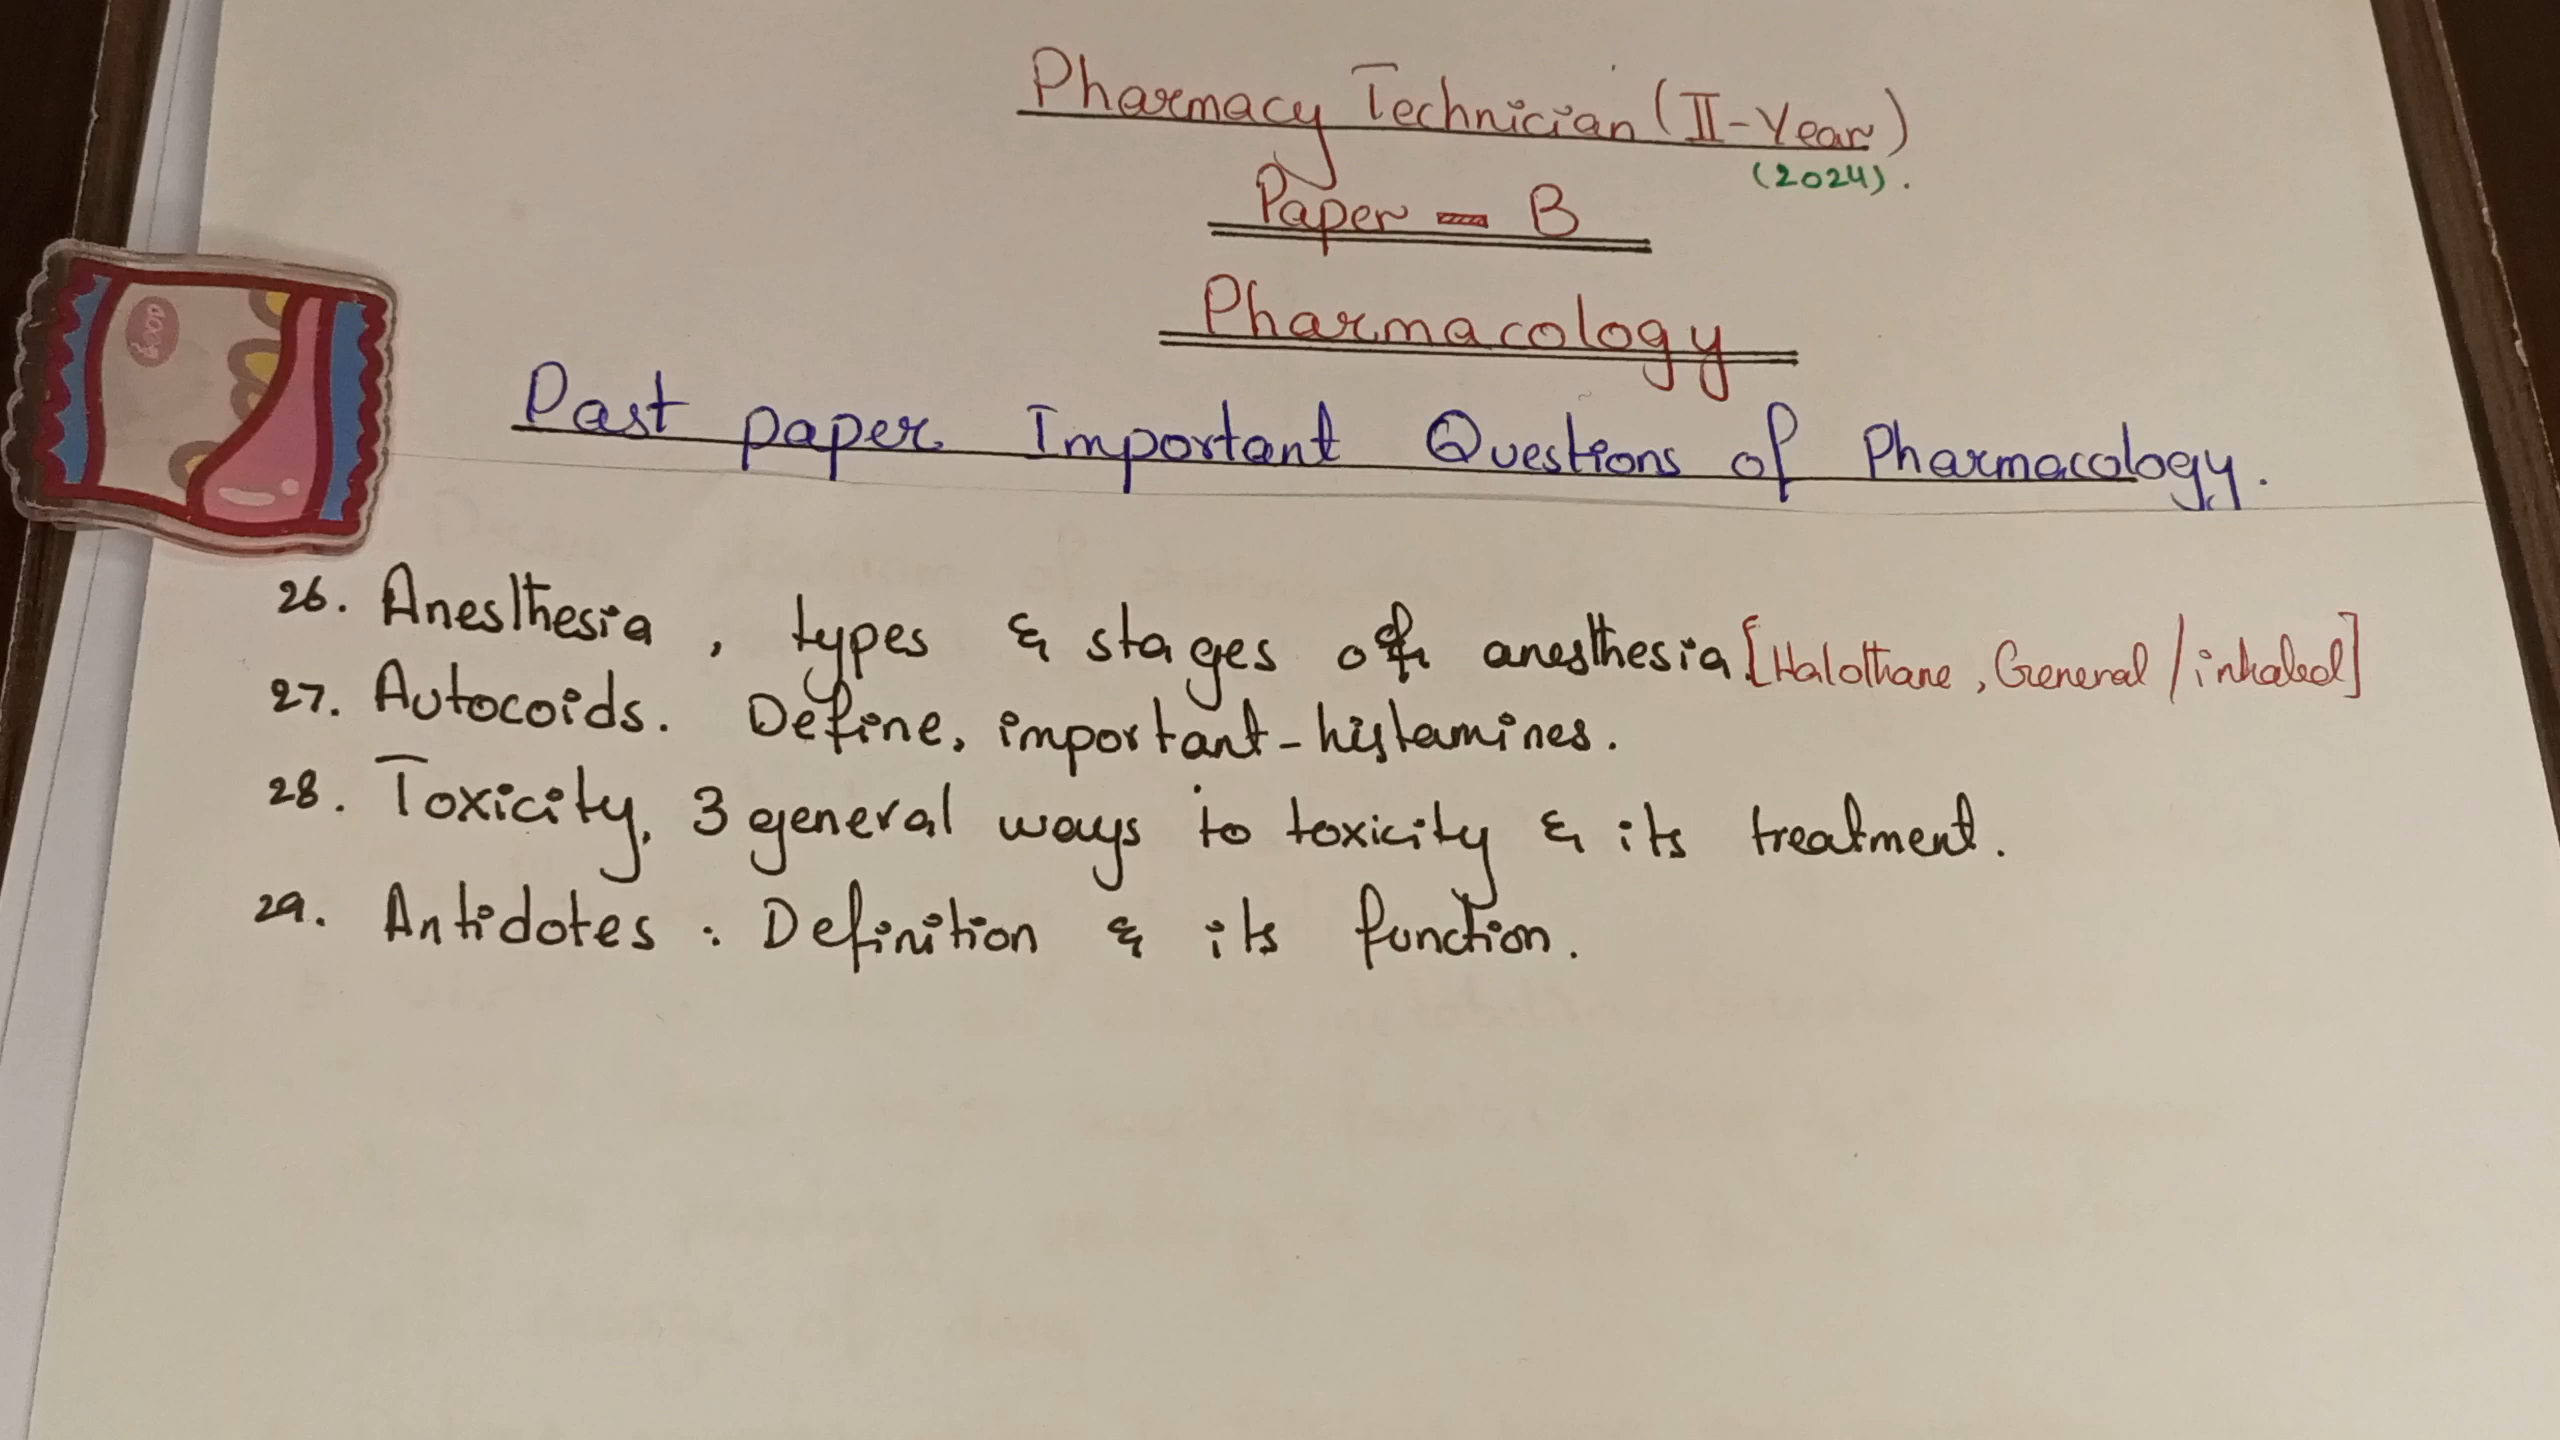 Pharmacy Technician (II-Year)
(2024).
Paper - B
Pharmacology
Past paper Important Questions of Pharmacology.
26. Anesthesia, types & stages of anesthesia [Halothane, General / inhaled]
27. Autocoids. Define, important - histamines.
28. Toxicity, 3 general ways to toxicity & its treatment.
29. Antidotes : Definition & its function.